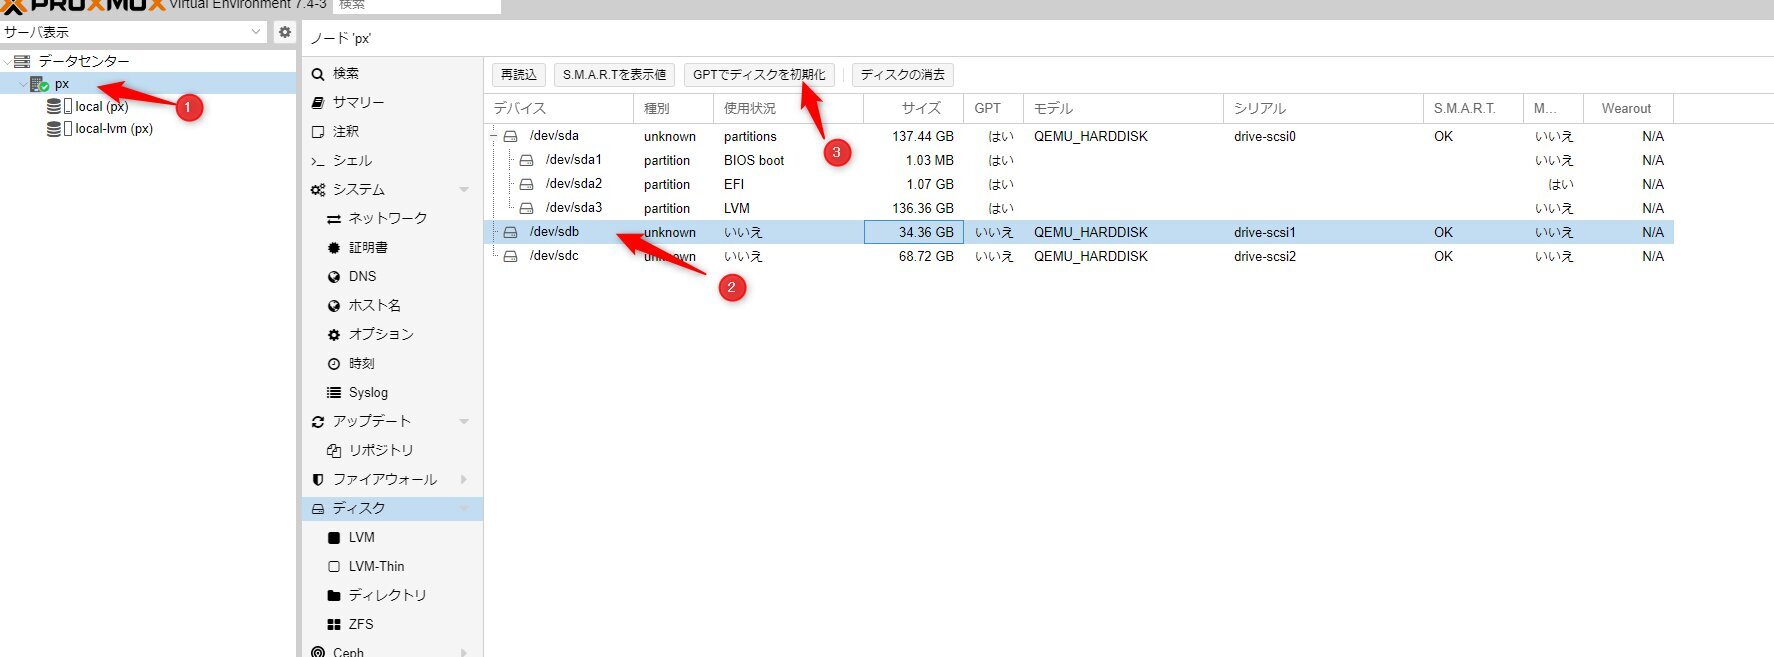 PROXMOX Virtual Environment 7.4-3 検索
サーバ表示
データセンター
px
local (px)
local-lvm (px)
1
ノード 'px'
検索
サマリー
注釈
シェル
システム
ネットワーク
証明書
DNS
ホスト名
オプション
時刻
Syslog
アップデート
リポジトリ
ファイアウォール
ディスク
LVM
LVM-Thin
ディレクトリ
ZFS
Ceph
再読込 S.M.A.R.Tを表示値 GPTでディスクを初期化 ディスクの消去
デバイス 種別 使用状況 サイズ GPT モデル シリアル S.M.A.R.T. M... Wearout
/dev/sda unknown partitions 137.44 GB はい QEMU_HARDDISK drive-scsi0 OK いいえ N/A
3
/dev/sda1 partition BIOS boot 1.03 MB はい いいえ N/A
/dev/sda2 partition EFI 1.07 GB はい はい N/A
/dev/sda3 partition LVM 136.36 GB はい いいえ N/A
/dev/sdb unknown いいえ 34.36 GB いいえ QEMU_HARDDISK drive-scsi1 OK いいえ N/A
/dev/sdc unknown いいえ 68.72 GB いいえ QEMU_HARDDISK drive-scsi2 OK いいえ N/A
2